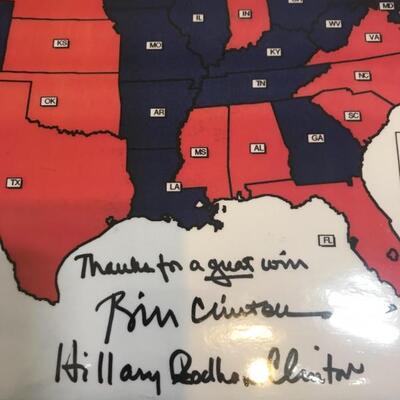 IL IN WV MD
KS MO KY VA
OK AR TN NC
SC
MS AL GA
TX LA
FL
Thanks for a great win
Bill Clinton
Hillary Rodham Clinton